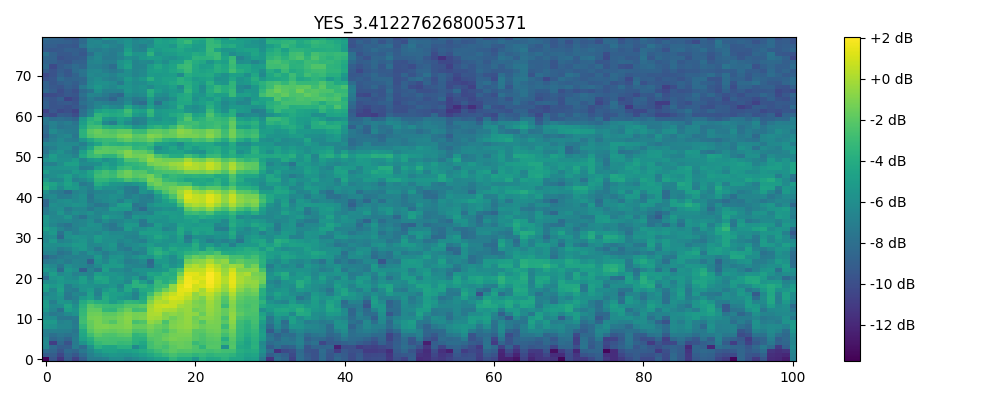 YES_3.412276268005371
70
60
50
40
30
20
10
0
0 20 40 60 80 100
+2 dB
+0 dB
-2 dB
-4 dB
-6 dB
-8 dB
-10 dB
-12 dB